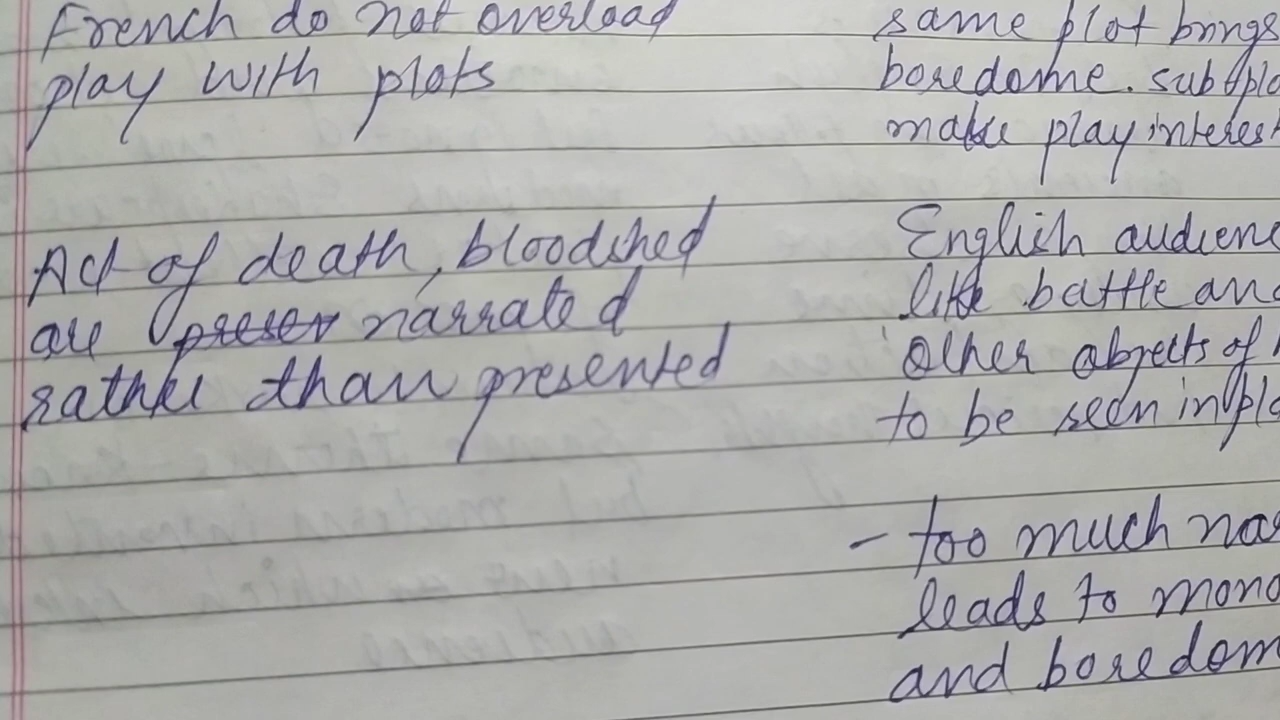 French do not overload
play with plots
Act of death, bloodshed
are preser narrated
rather than presented
same plot brings
boredome. sub
make play
English
like battle and
other objects of
to be seen in
- too much
leads to
and boredom